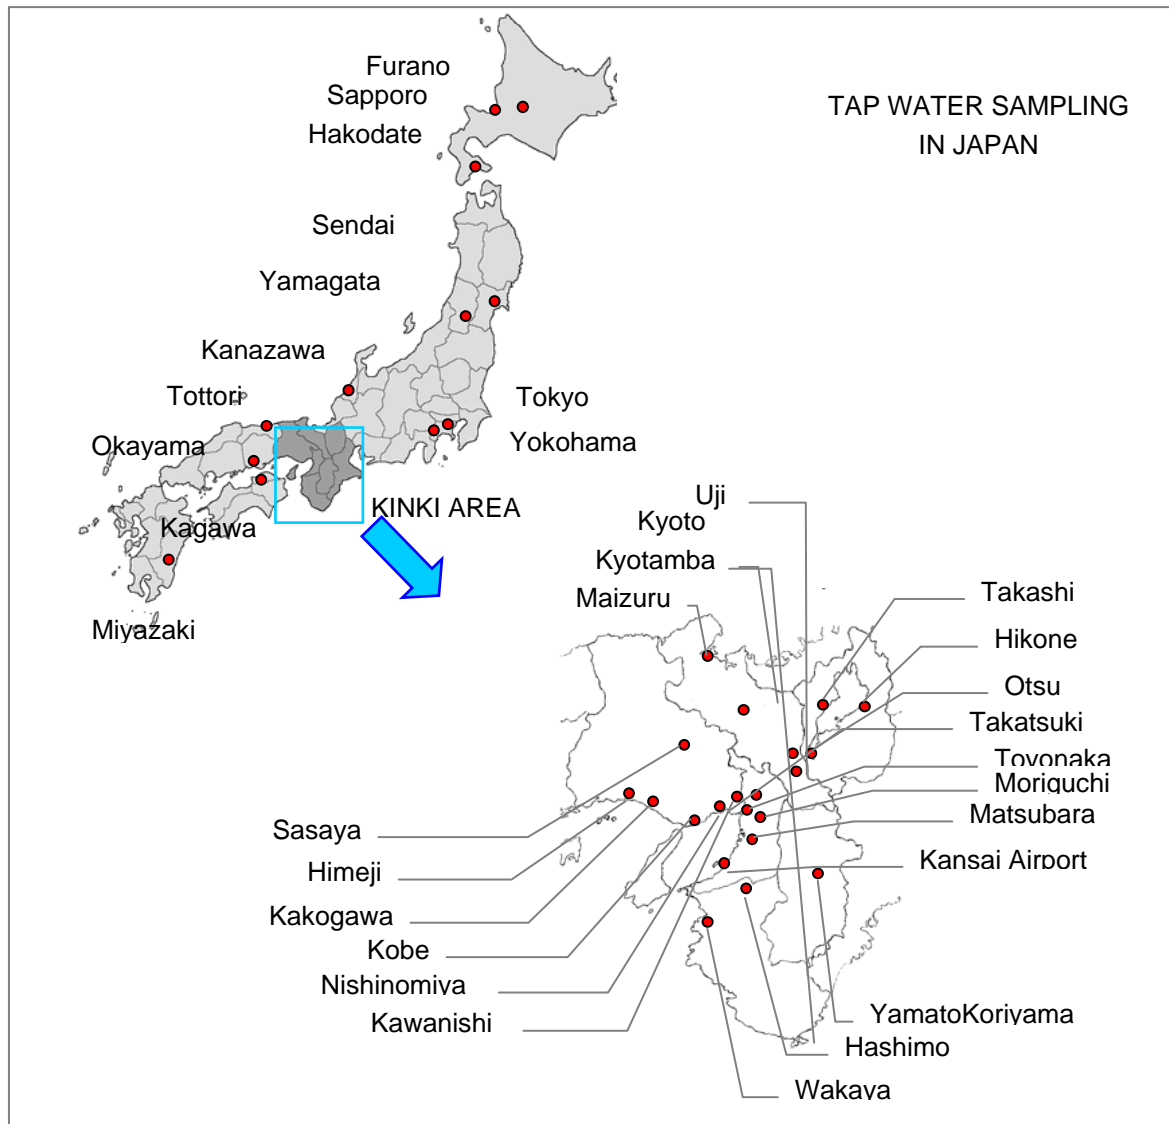 Furano
Sapporo
Hakodate
TAP WATER SAMPLING
IN JAPAN
Sendai
Yamagata
Kanazawa
Tottori
Tokyo
Okayama
Yokohama
KINKI AREA
Kagawa
Miyazaki
Uji
Kyoto
Kyotamba
Maizuru
Takashi
Hikone
Otsu
Takatsuki
Toyonaka
Moriguchi
Matsubara
Kansai Airport
Sasaya
Himeji
Kakogawa
Kobe
Nishinomiya
Kawanishi
YamatoKoriyama
Hashimo
Wakaya